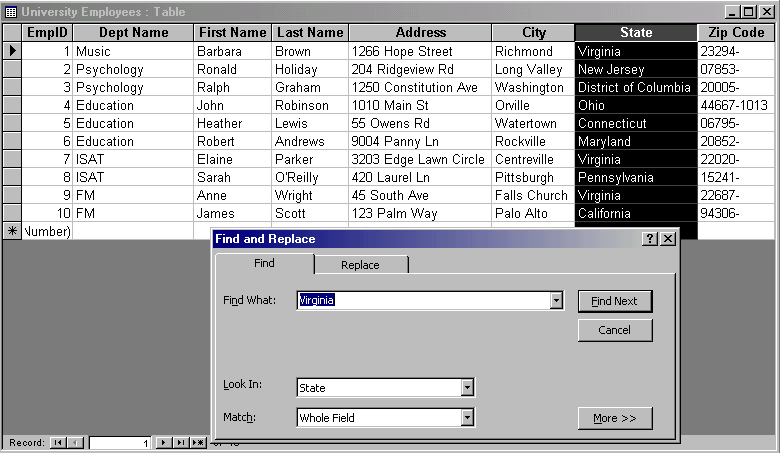 University Employees : Table
EmpID Dept Name First Name Last Name Address City State Zip Code
1 Music Barbara Brown 1266 Hope Street Richmond Virginia 23294-
2 Psychology Ronald Holiday 204 Ridgeview Rd Long Valley New Jersey 07853-
3 Psychology Ralph Graham 1250 Constitution Ave Washington District of Columbia 20005-
4 Education John Robinson 1010 Main St Orville Ohio 44667-1013
5 Education Heather Lewis 55 Owens Rd Watertown Connecticut 06795-
6 Education Robert Andrews 9004 Panny Ln Rockville Maryland 20852-
7 ISAT Elaine Parker 3203 Edge Lawn Circle Centreville Virginia 22020-
8 ISAT Sarah O'Reilly 420 Laurel Ln Pittsburgh Pennsylvania 15241-
9 FM Anne Wright 45 South Ave Falls Church Virginia 22687-
10 FM James Scott 123 Palm Way Palo Alto California 94306-
Number)
Find and Replace
Find Replace
Find What: Virginia Find Next
Cancel
Look In: State
Match: Whole Field More >>
Record: 1